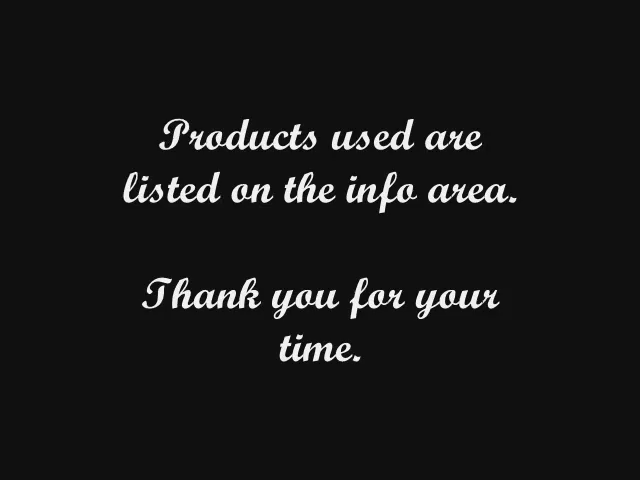 Products used are
listed on the info area.
Thank you for your
time.